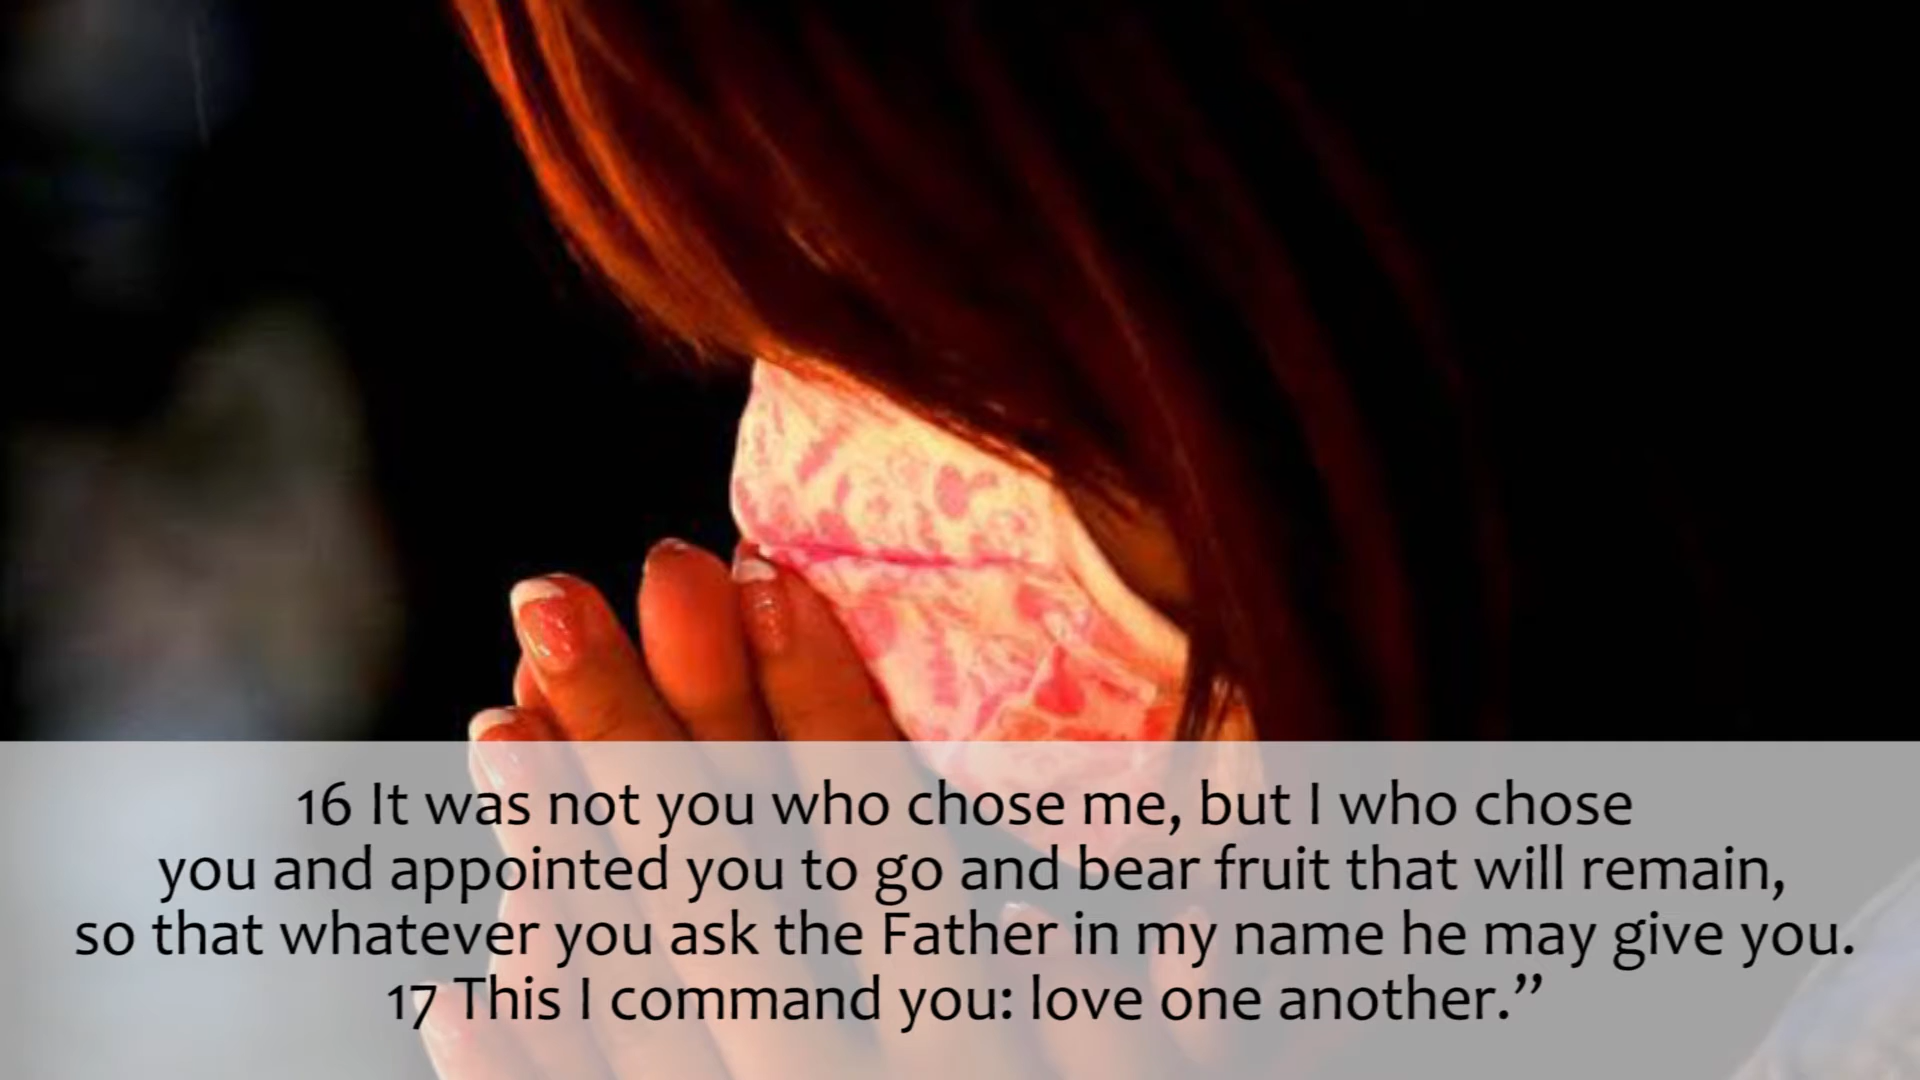 16 It was not you who chose me, but I who chose
you and appointed you to go and bear fruit that will remain,
so that whatever you ask the Father in my name he may give you.
17 This I command you: love one another.”